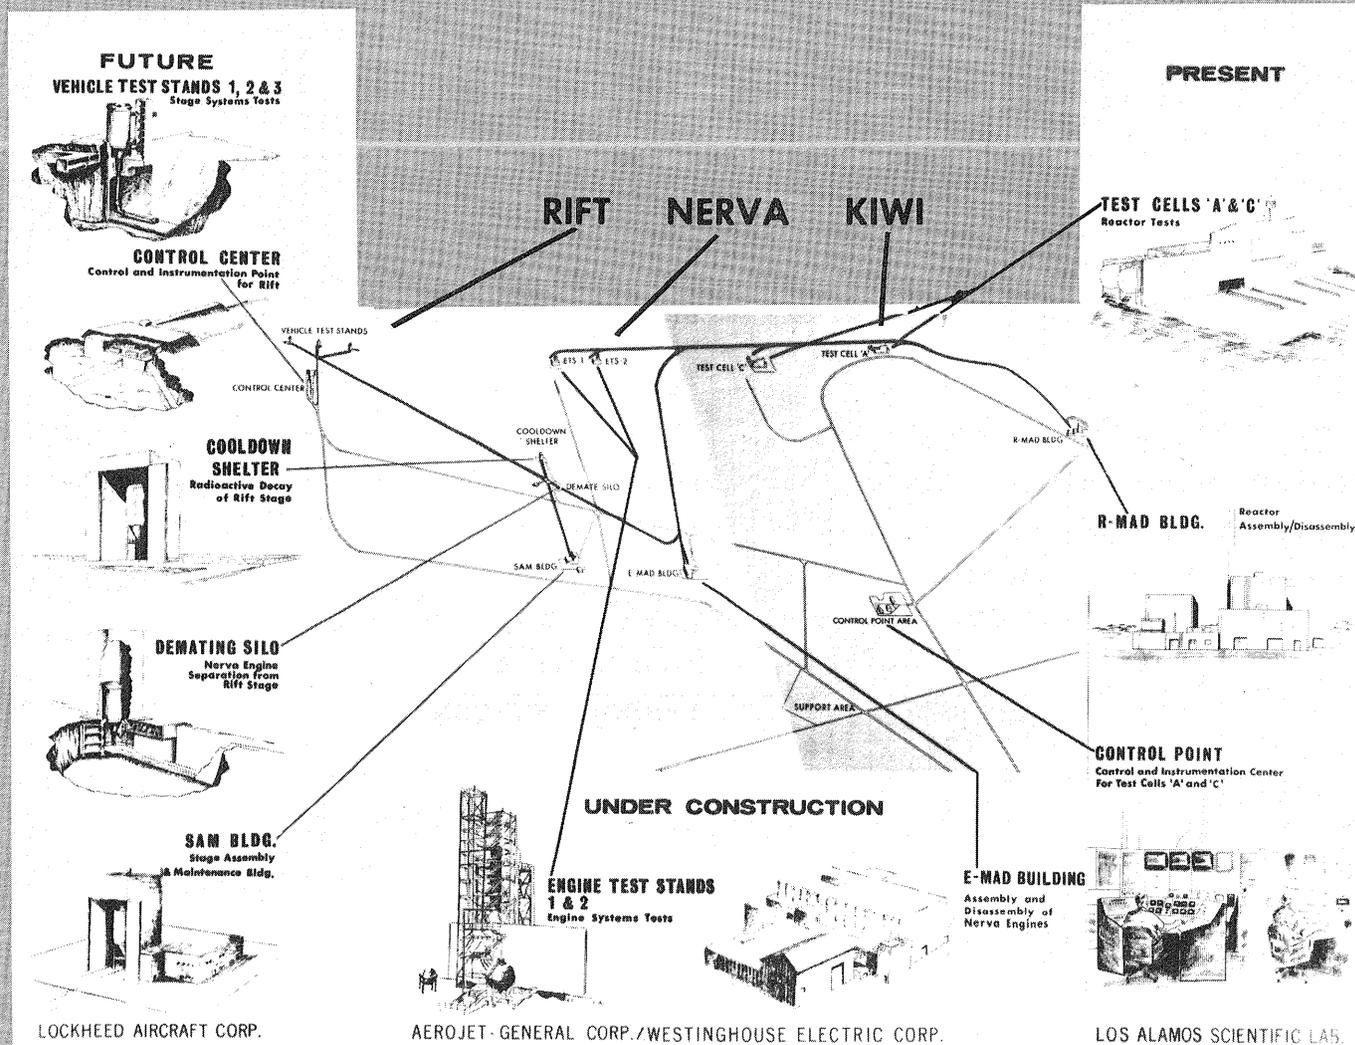 FUTURE
VEHICLE TEST STANDS 1, 2 & 3
Stage Systems Tests
CONTROL CENTER
Control and Instrumentation Point
for Rift
COOLDOWN
SHELTER
Radioactive Decay
of Rift Stage
DEMATING SILO
Nerva Engine
Separation from
Rift Stage
SAM BLDG.
Stage Assembly
& Maintenance Bldg.
LOCKHEED AIRCRAFT CORP.
RIFT NERVA KIWI
VEHICLE TEST STANDS
CONTROL CENTER
ETS 1
ETS 2
TEST CELL 'C'
TEST CELL 'A'
R-MAD BLDG
COOLDOWN
SHELTER
DEMATE SILO
SAM BLDG
E-MAD BLDG
CONTROL POINT AREA
SUPPORT AREA
UNDER CONSTRUCTION
ENGINE TEST STANDS
1 & 2
Engine Systems Tests
E-MAD BUILDING
Assembly and
Disassembly of
Nerva Engines
AEROJET-GENERAL CORP./WESTINGHOUSE ELECTRIC CORP.
PRESENT
TEST CELLS 'A' & 'C'
Reactor Tests
R-MAD BLDG.
Reactor
Assembly/Disassembly
CONTROL POINT
Control and Instrumentation Center
For Test Cells 'A' and 'C'
LOS ALAMOS SCIENTIFIC LAB.